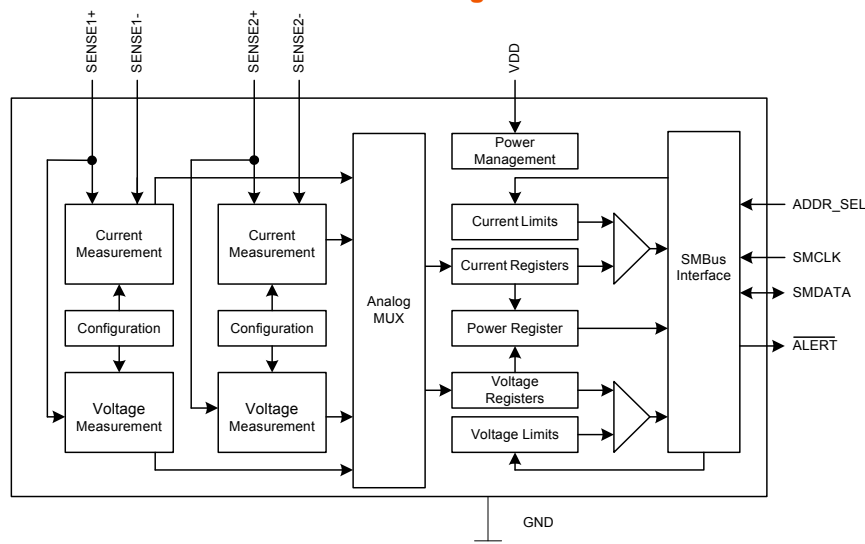 SENSE1+
SENSE1-
SENSE2+
SENSE2-
VDD
Power
Management
Current
Measurement
Current
Measurement
Current Limits
ADDR_SEL
SMBus
Interface
SMCLK
Current Registers
Analog
MUX
SMDATA
Configuration
Configuration
Power Register
ALERT
Voltage
Measurement
Voltage
Measurement
Voltage
Registers
Voltage Limits
GND